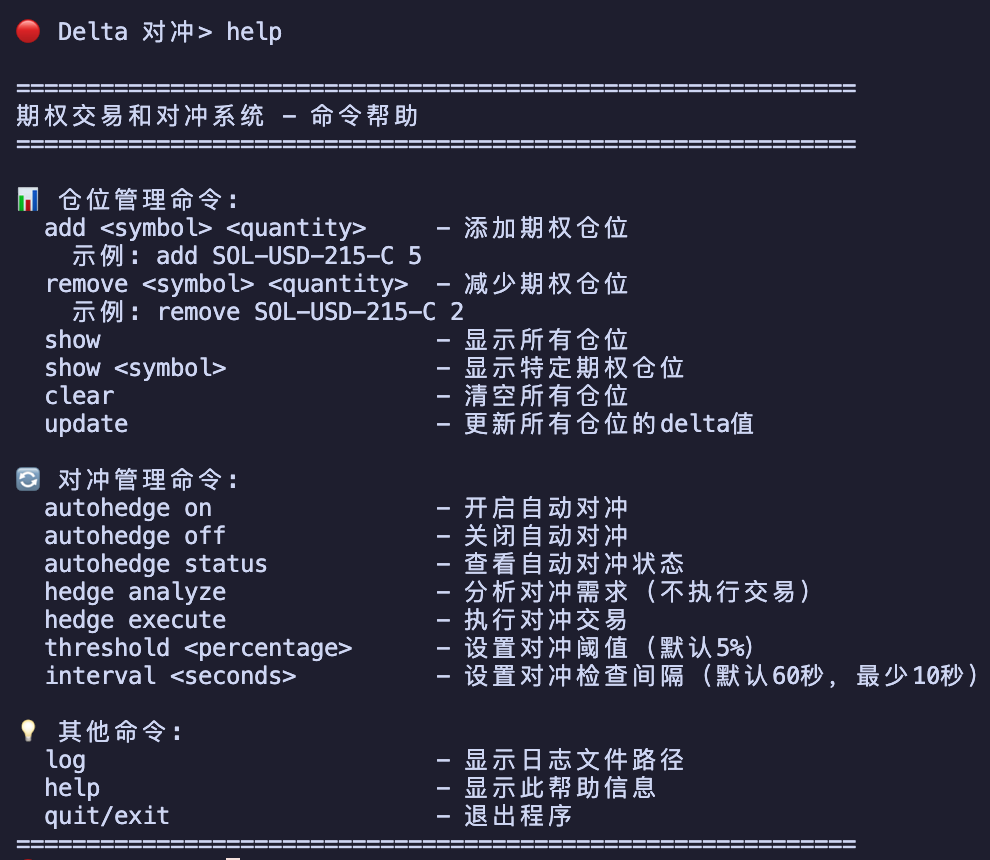 🔴 Delta 对冲> help
============================================================
期权交易和对冲系统 - 命令帮助
============================================================
📊 仓位管理命令:
add <symbol> <quantity> - 添加期权仓位
示例: add SOL-USD-215-C 5
remove <symbol> <quantity> - 减少期权仓位
示例: remove SOL-USD-215-C 2
show - 显示所有仓位
show <symbol> - 显示特定期权仓位
clear - 清空所有仓位
update - 更新所有仓位的delta值
🔄 对冲管理命令:
autohedge on - 开启自动对冲
autohedge off - 关闭自动对冲
autohedge status - 查看自动对冲状态
hedge analyze - 分析对冲需求（不执行交易）
hedge execute - 执行对冲交易
threshold <percentage> - 设置对冲阈值（默认5%）
interval <seconds> - 设置对冲检查间隔（默认60秒, 最少10秒）
💡 其他命令:
log - 显示日志文件路径
help - 显示此帮助信息
quit/exit - 退出程序
============================================================